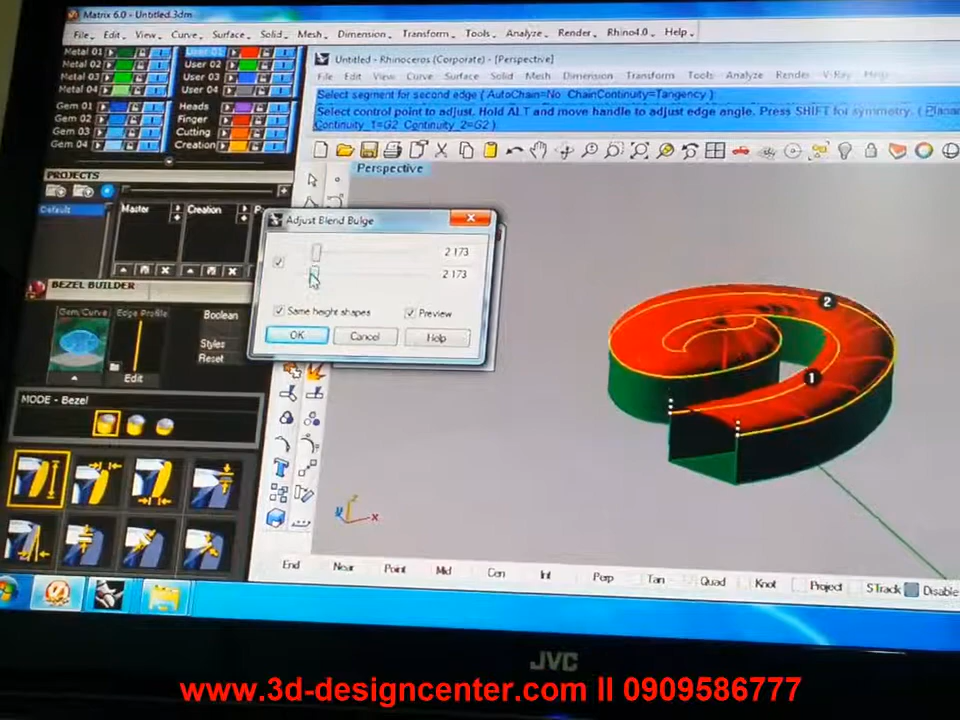 Matrix 6.0 - Untitled.3dm
File Edit View Curve Surface Solid Mesh Dimension Transform Tools Analyze Render Rhino4.0 Help
Metal 01 User 01
Metal 02 User 02
Metal 03 User 03
Metal 04 User 04
Gem 01 Heads
Gem 02 Finger
Gem 03 Cutting
Gem 04 Creation
Untitled - Rhinoceros (Corporate) - [Perspective]
File Edit View Curve Surface Solid Mesh Dimension Transform Tools Analyze Render V-Ray Help
Select segment for second edge ( AutoChain=No ChainContinuity=Tangency )
Select control point to adjust. Hold ALT and move handle to adjust edge angle. Press SHIFT for symmetry. (
Continuity_1=G2 Continuity_2=G2 ):
Perspective
PROJECTS
Default Master Creation
Adjust Blend Bulge
2.173
2.173
Same height shapes Preview
OK Cancel Help
BEZEL BUILDER
Gem/Curve Edge Profile Boolean
Styles
Reset
Edit
MODE - Bezel
1
2
x
End Near Point Mid Cen Int Perp Tan Quad Knot Project STrack Disable
JVC
www.3d-designcenter.com II 0909586777